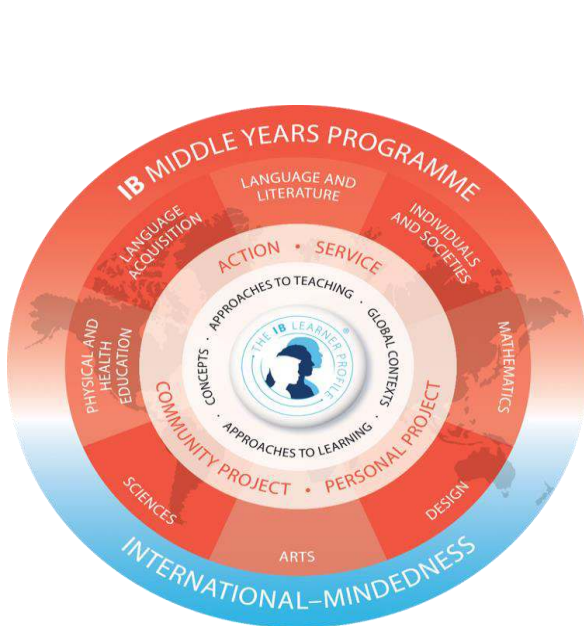 IB MIDDLE YEARS PROGRAMME
LANGUAGE AND
LITERATURE
INDIVIDUALS
AND SOCIETIES
MATHEMATICS
DESIGN
ARTS
SCIENCES
PHYSICAL AND
HEALTH
EDUCATION
LANGUAGE
ACQUISITION
ACTION • SERVICE
PERSONAL PROJECT
•
COMMUNITY PROJECT
APPROACHES TO TEACHING
· GLOBAL CONTEXTS
· APPROACHES TO LEARNING
· CONCEPTS ·
THE IB LEARNER PROFILE ®
INTERNATIONAL–MINDEDNESS